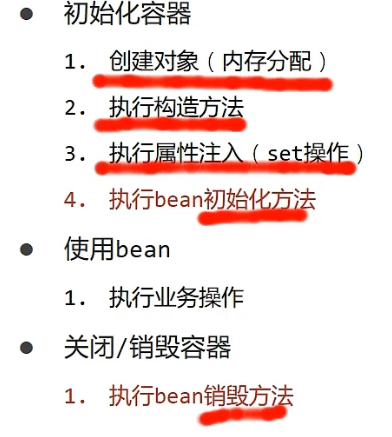 ● 初始化容器
1. 创建对象（内存分配）
2. 执行构造方法
3. 执行属性注入（set操作）
4. 执行bean初始化方法
● 使用bean
1. 执行业务操作
● 关闭/销毁容器
1. 执行bean销毁方法